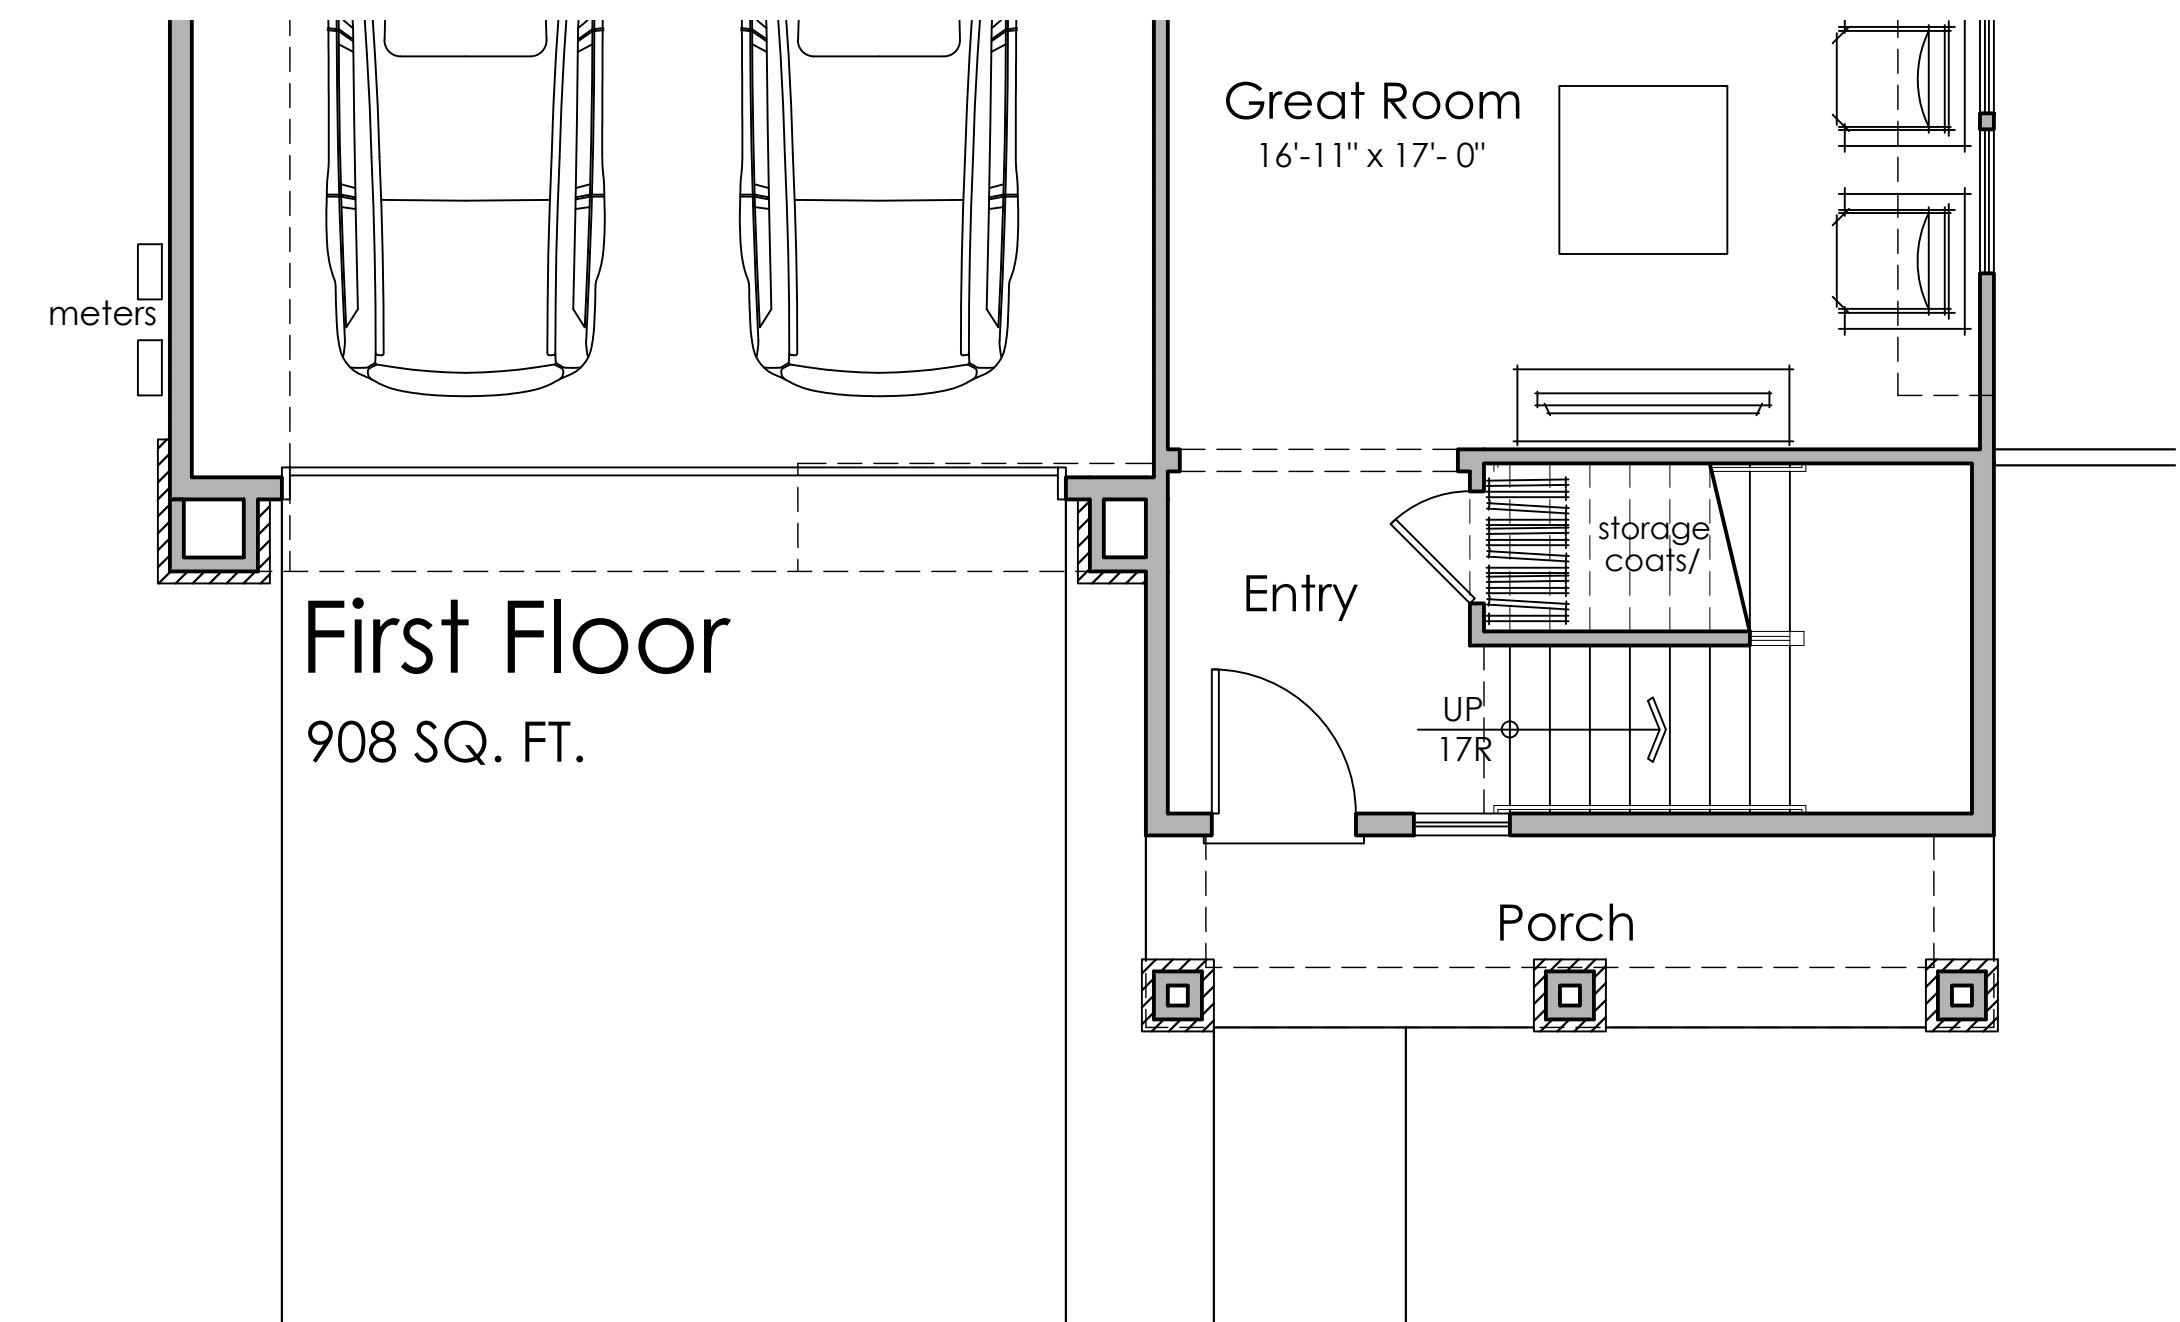 Great Room
16'-11" x 17'- 0"
meters
storage
coats/
Entry
First Floor
908 SQ. FT.
UP
17R
Porch